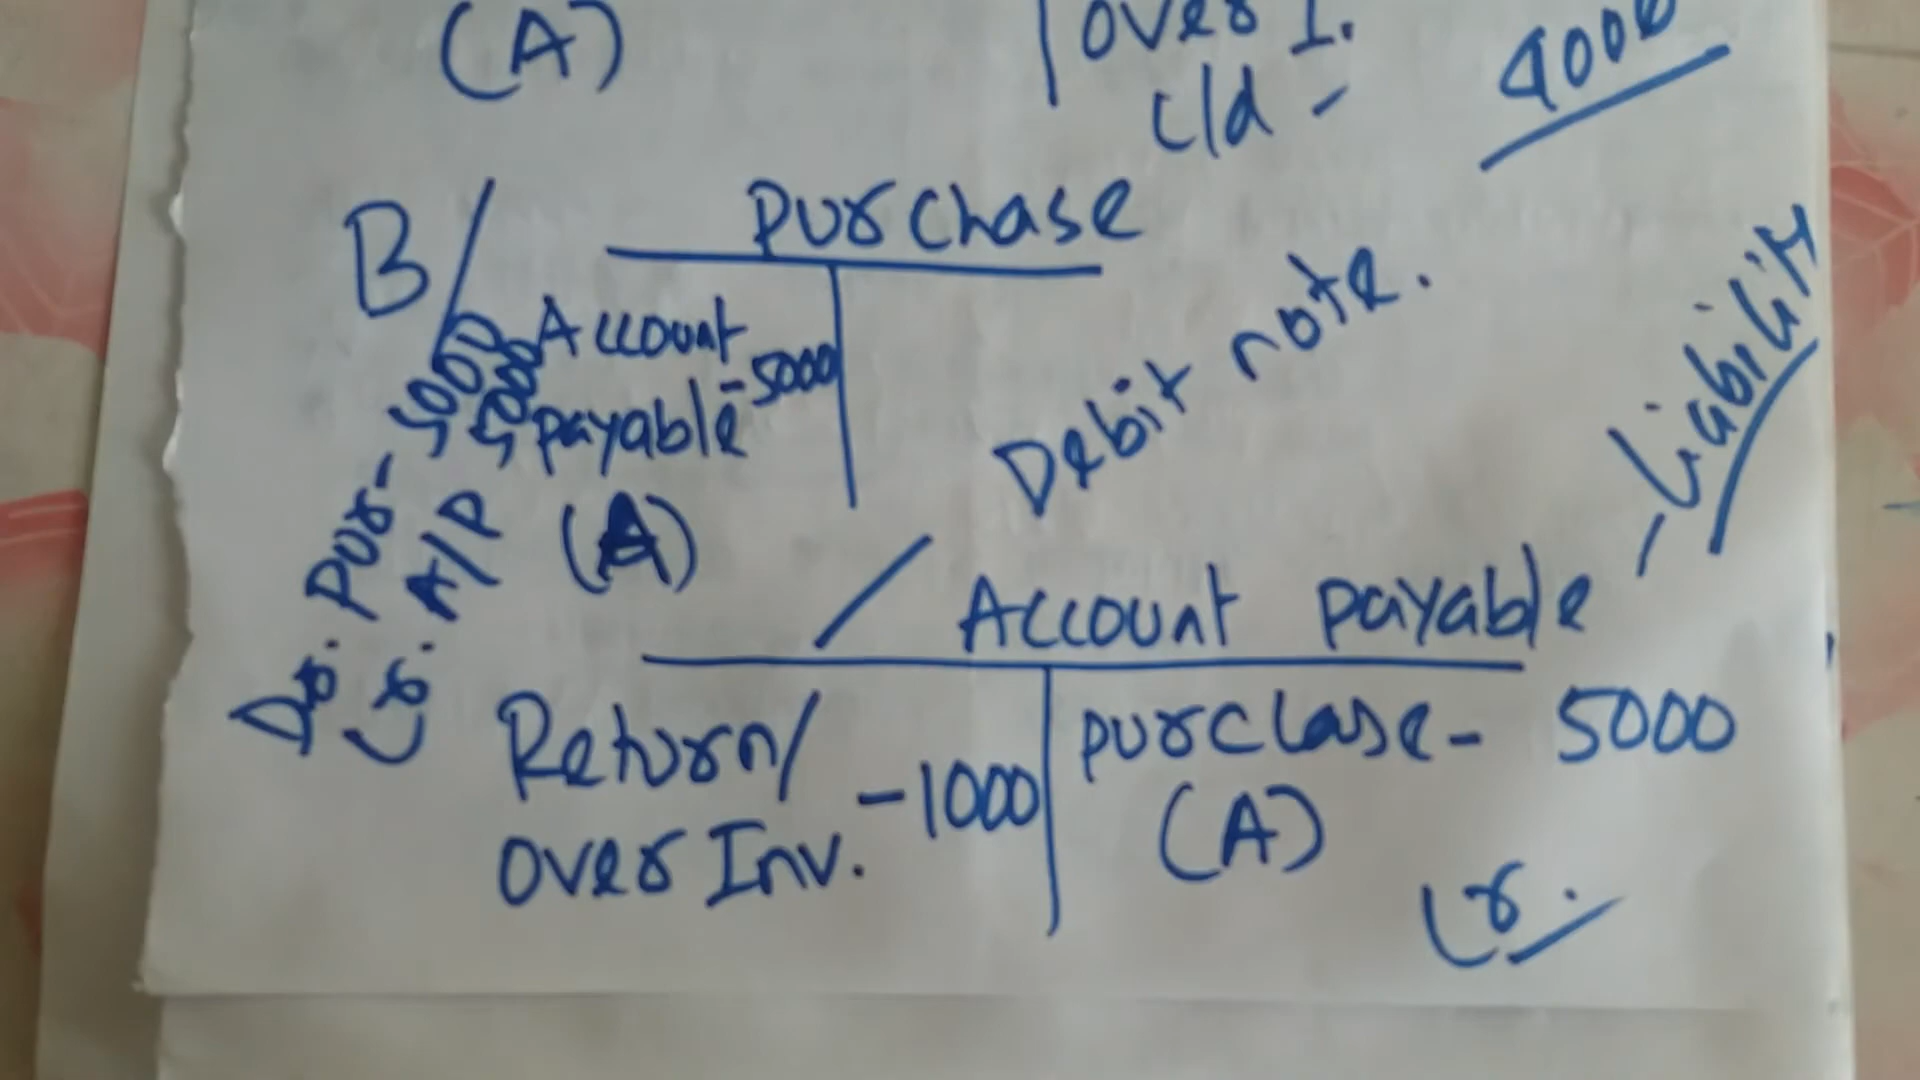 (A)
over I.
c/d -
4000
B/
Purchase
Account
payable - 5000
(A)
Dr. Pur - 5000
Cr. A/P 5000
Debit note.
/ Account payable - Liability
Return/
over Inv. - 1000
purchase - 5000
(A)
Cr.